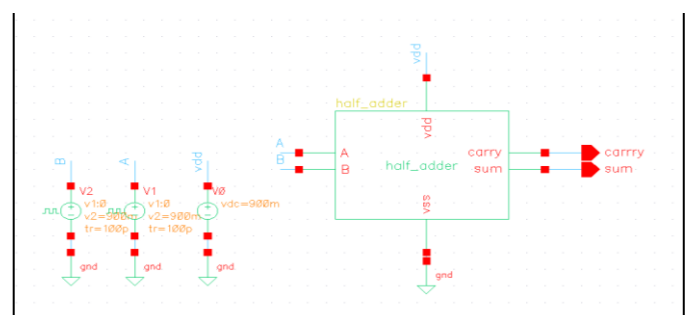 vdd
half_adder
vdd
A
B
A
B
half_adder
carry
sum
carrry
sum
vss
gnd
B
A
vdd
V2
v1:0
v2=900m
tr=100p
gnd
V1
v1:0
v2=900m
tr=100p
gnd
V0
vdc=900m
gnd